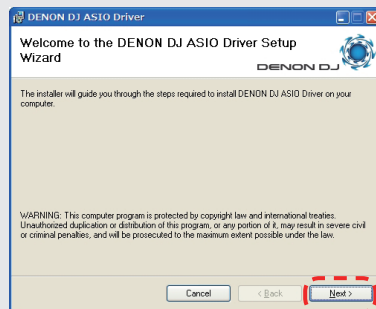 DENON DJ ASIO Driver
Welcome to the DENON DJ ASIO Driver Setup
Wizard
DENON DJ
The installer will guide you through the steps required to install DENON DJ ASIO Driver on your
computer.
WARNING: This computer program is protected by copyright law and international treaties.
Unauthorized duplication or distribution of this program, or any portion of it, may result in severe civil
or criminal penalties, and will be prosecuted to the maximum extent possible under the law.
Cancel
< Back
Next >